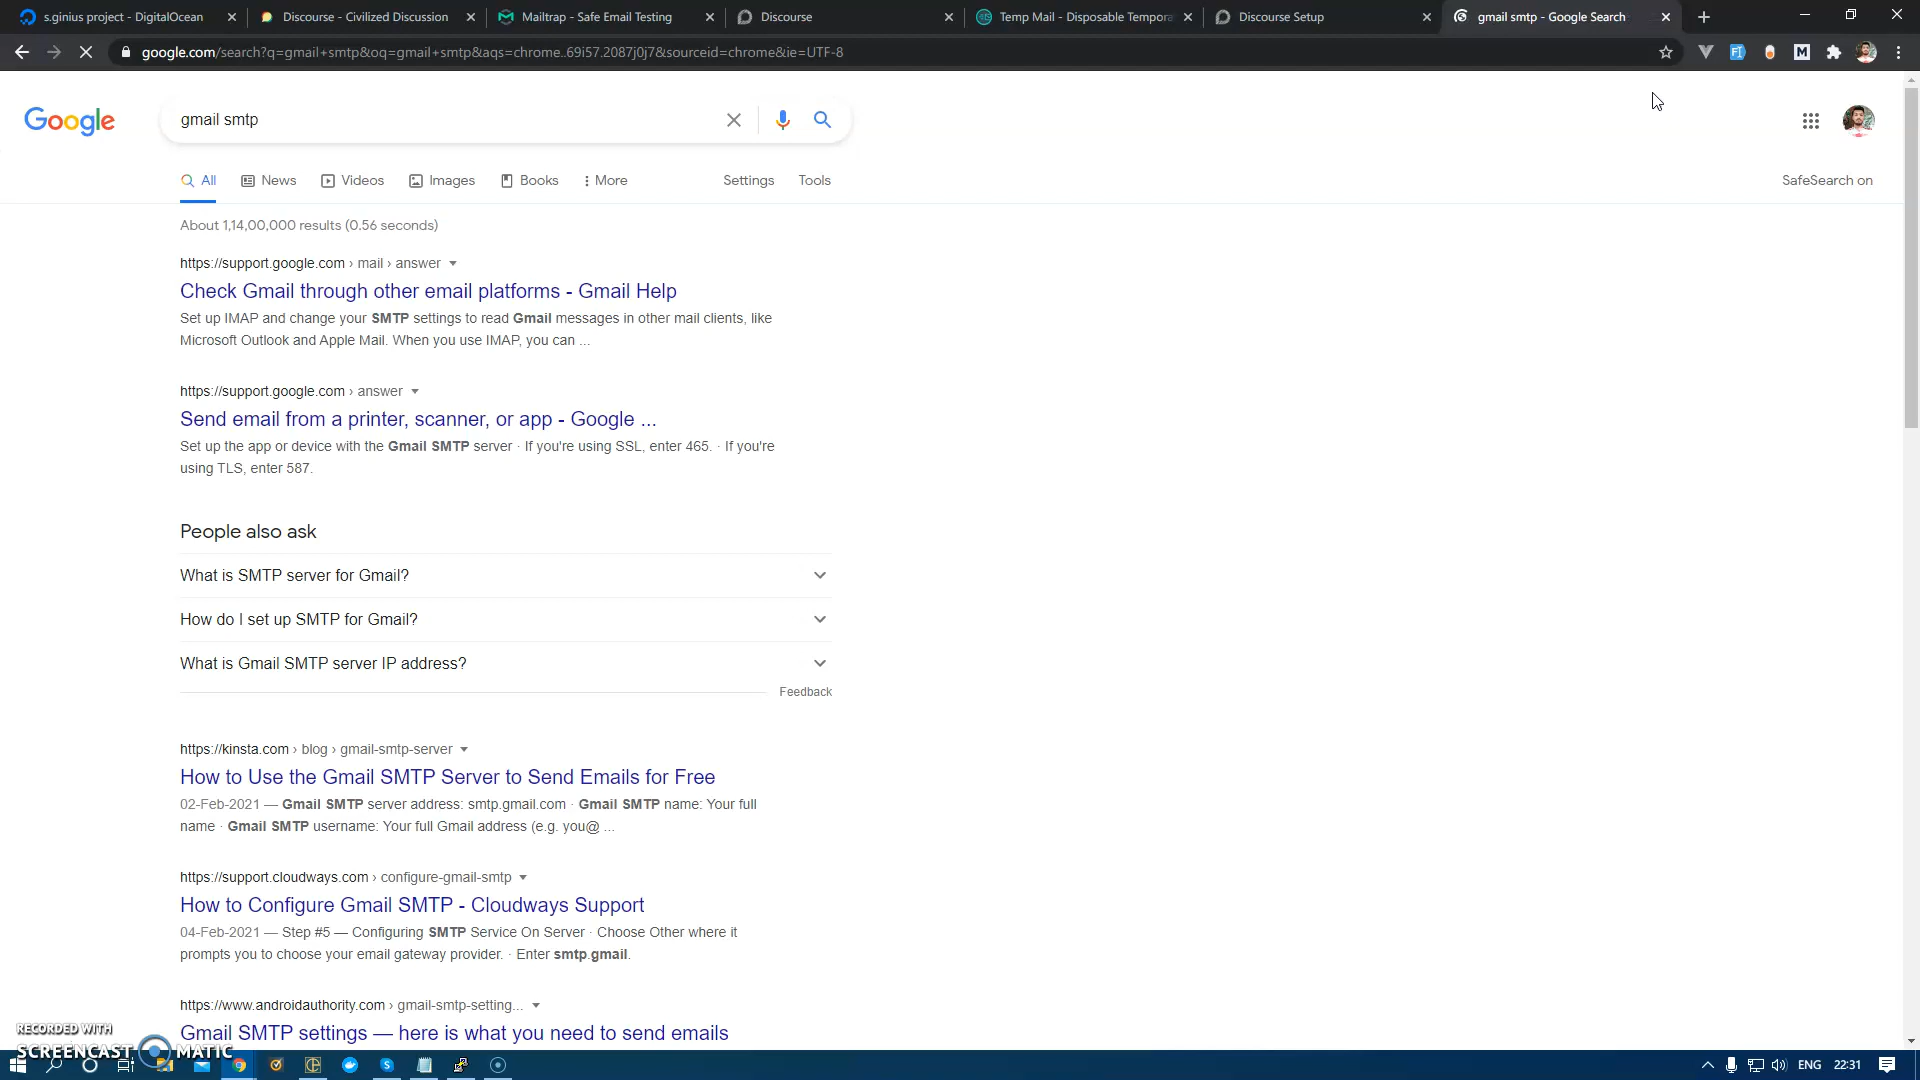 s.ginius project - DigitalOcean
Discourse - Civilized Discussion
Mailtrap - Safe Email Testing
Discourse
Temp Mail - Disposable Tempora
Discourse Setup
gmail smtp - Google Search
google.com/search?q=gmail+smtp&oq=gmail+smtp&aqs=chrome..69i57.2087j0j7&sourceid=chrome&ie=UTF-8
Google
gmail smtp
All
News
Videos
Images
Books
More
Settings
Tools
SafeSearch on
About 1,14,00,000 results (0.56 seconds)
https://support.google.com › mail › answer
Check Gmail through other email platforms - Gmail Help
Set up IMAP and change your SMTP settings to read Gmail messages in other mail clients, like
Microsoft Outlook and Apple Mail. When you use IMAP, you can ...
https://support.google.com › answer
Send email from a printer, scanner, or app - Google ...
Set up the app or device with the Gmail SMTP server · If you're using SSL, enter 465. · If you're
using TLS, enter 587.
People also ask
What is SMTP server for Gmail?
How do I set up SMTP for Gmail?
What is Gmail SMTP server IP address?
Feedback
https://kinsta.com › blog › gmail-smtp-server
How to Use the Gmail SMTP Server to Send Emails for Free
02-Feb-2021 — Gmail SMTP server address: smtp.gmail.com · Gmail SMTP name: Your full
name · Gmail SMTP username: Your full Gmail address (e.g. you@ ...
https://support.cloudways.com › configure-gmail-smtp
How to Configure Gmail SMTP - Cloudways Support
04-Feb-2021 — Step #5 — Configuring SMTP Service On Server · Choose Other where it
prompts you to choose your email gateway provider. · Enter smtp.gmail.
https://www.androidauthority.com › gmail-smtp-setting...
Gmail SMTP settings — here is what you need to send emails
RECORDED WITH
SCREENCAST MATIC
ENG
22:31